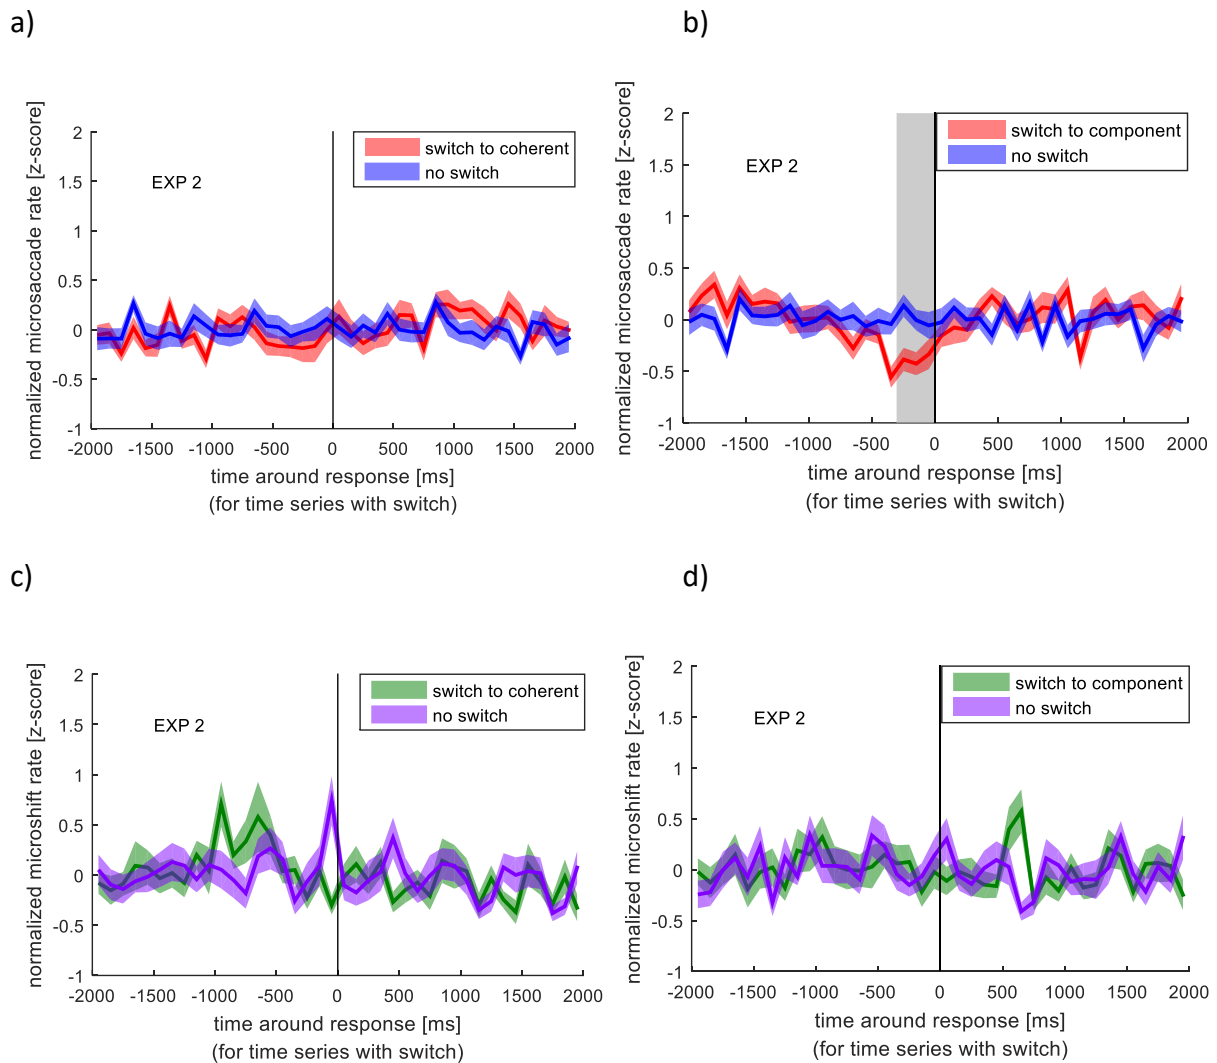 a)
normalized microsaccade rate [z-score]
2
1.5
1
0.5
0
-0.5
-1
-2000 -1500 -1000 -500 0 500 1000 1500 2000
EXP 2
switch to coherent
no switch
time around response [ms]
(for time series with switch)
b)
normalized microsaccade rate [z-score]
2
1.5
1
0.5
0
-0.5
-1
-2000 -1500 -1000 -500 0 500 1000 1500 2000
EXP 2
switch to component
no switch
time around response [ms]
(for time series with switch)
c)
normalized microshift rate [z-score]
2
1.5
1
0.5
0
-0.5
-1
-2000 -1500 -1000 -500 0 500 1000 1500 2000
EXP 2
switch to coherent
no switch
time around response [ms]
(for time series with switch)
d)
normalized microshift rate [z-score]
2
1.5
1
0.5
0
-0.5
-1
-2000 -1500 -1000 -500 0 500 1000 1500 2000
EXP 2
switch to component
no switch
time around response [ms]
(for time series with switch)